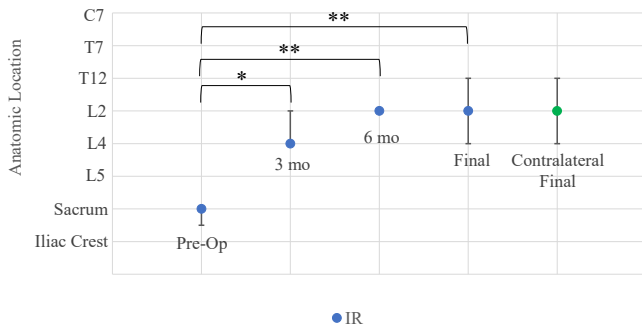 C7
**
T7
**
T12
*
L2
L4
6 mo
3 mo
Final
Contralateral
Final
L5
Sacrum
Iliac Crest
Pre-Op
Anatomic Location
IR